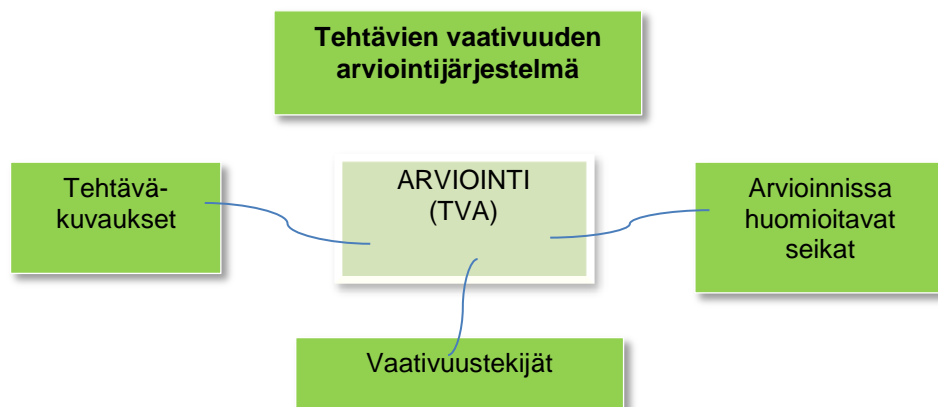 Tehtävien vaativuuden
arviointijärjestelmä
Tehtävä-
kuvaukset
ARVIOINTI
(TVA)
Arvioinnissa
huomioitavat
seikat
Vaativuustekijät